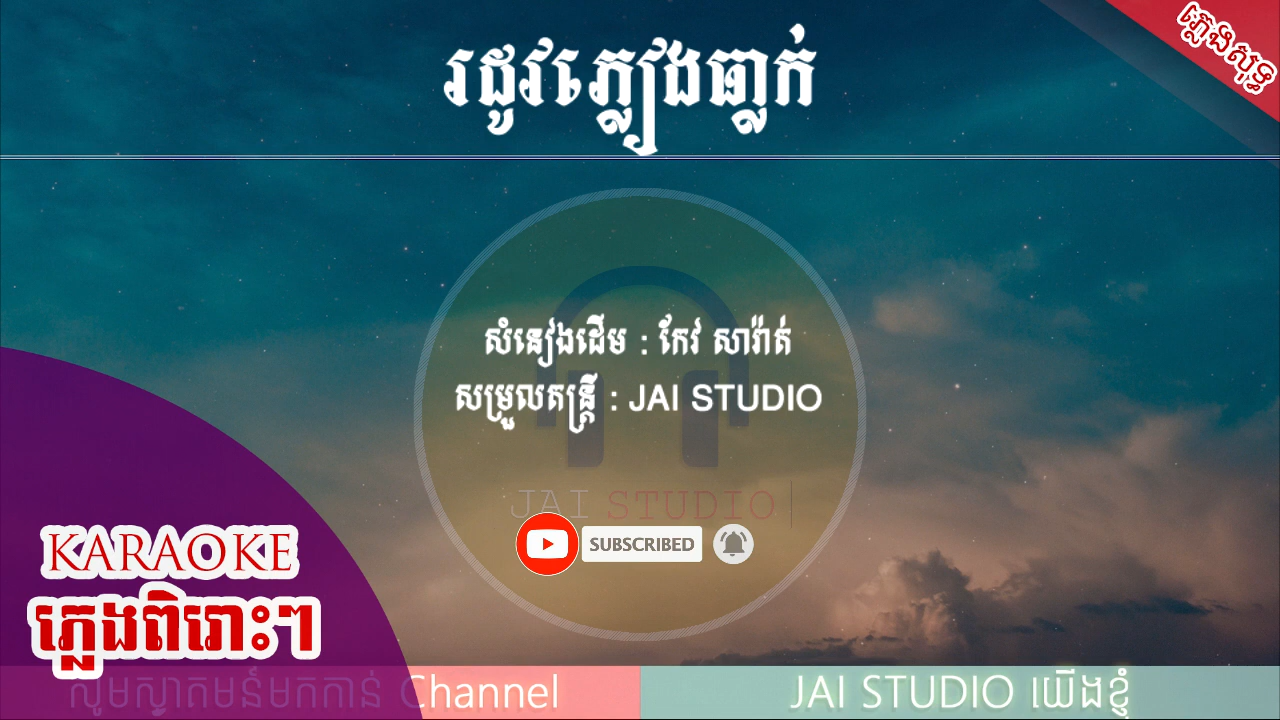 រដូវភ្លៀងធ្លាក់
ភ្លេងសុទ្ធ
សំនៀងដើម : កែវ សារ៉ាត់
សម្រួលតន្ត្រី : JAI STUDIO
JAI STUDIO
SUBSCRIBED
KARAOKE
ភ្លេងពិរោះៗ
សូមស្វាគមន៍មកកាន់ Channel
JAI STUDIO យើងខ្ញុំ